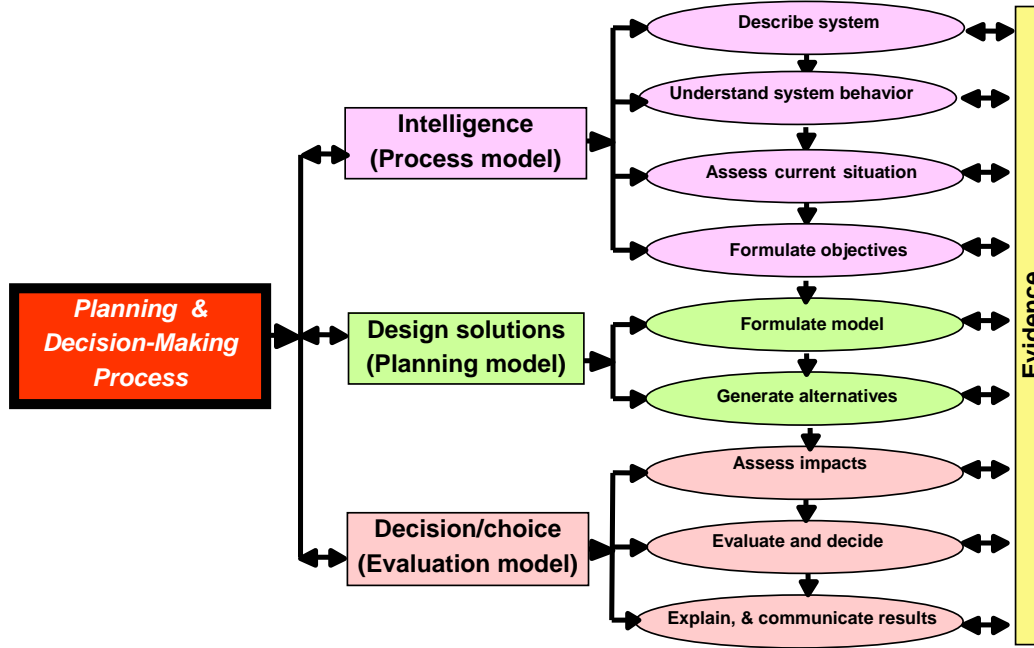 Describe system
Understand system behavior
Intelligence
(Process model)
Assess current situation
Formulate objectives
Planning &
Decision-Making
Process
Design solutions
(Planning model)
Formulate model
Generate alternatives
Assess impacts
Decision/choice
(Evaluation model)
Evaluate and decide
Explain, & communicate results
Evidence